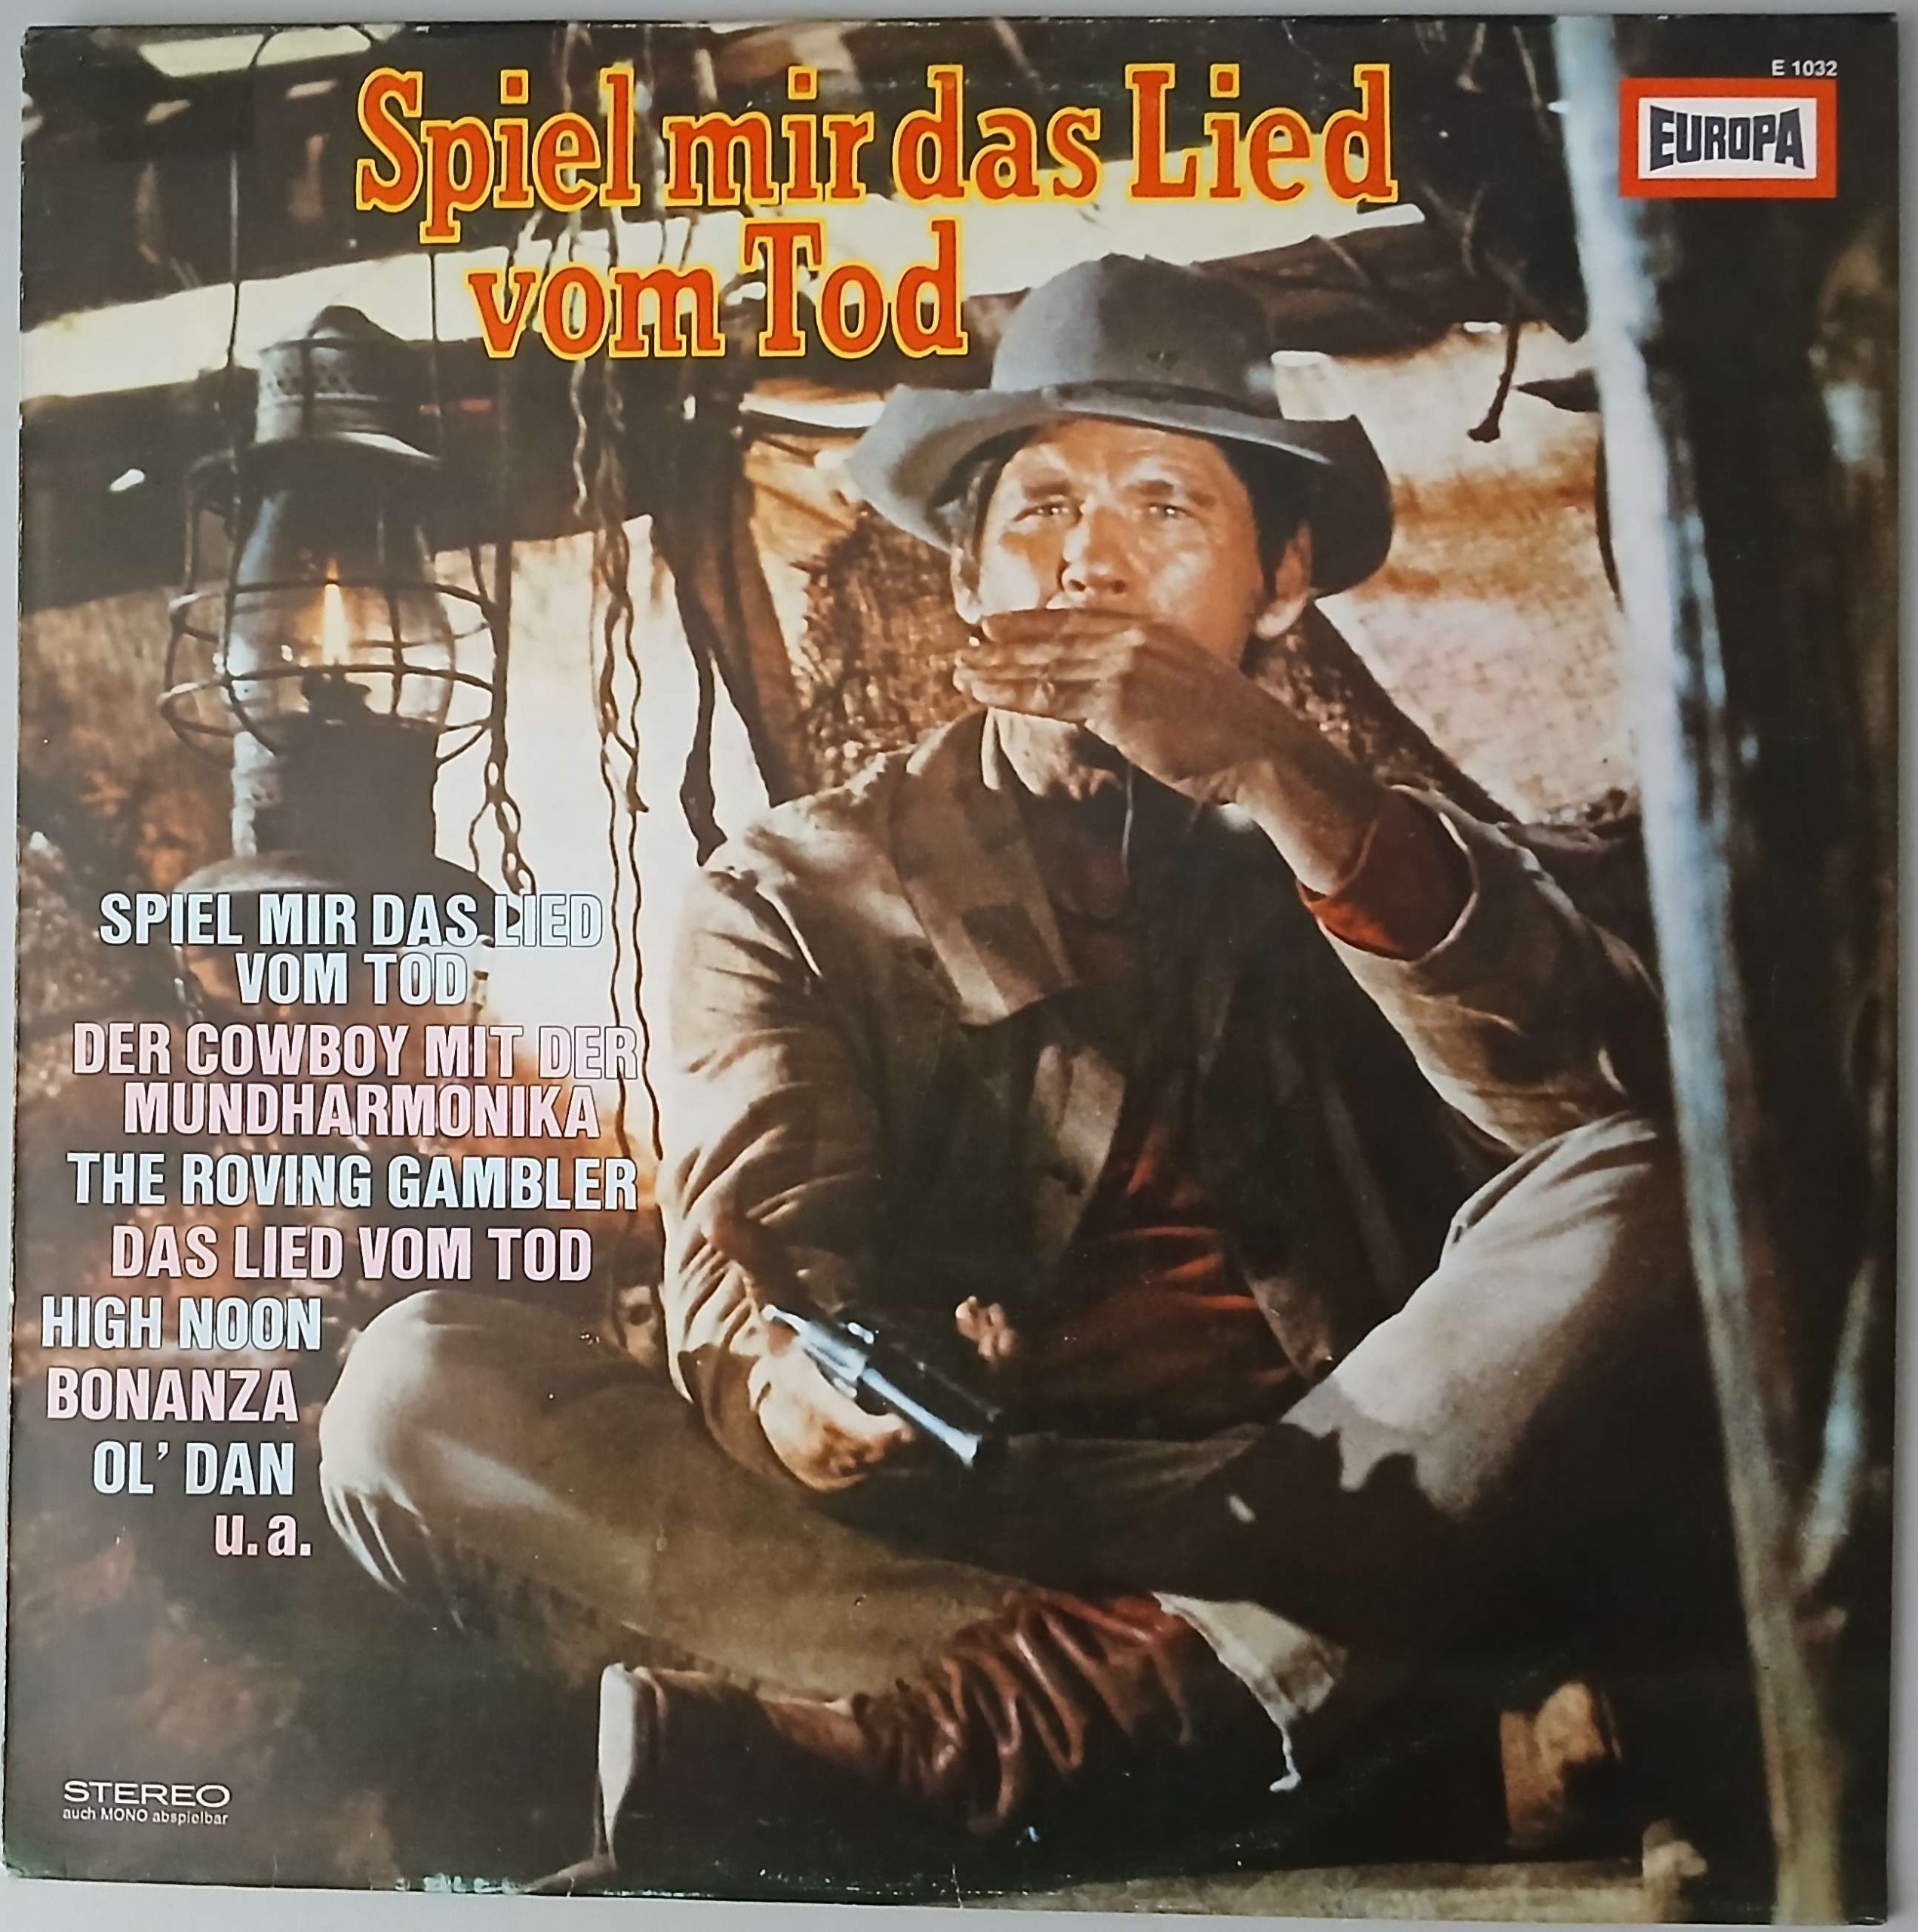 E 1032
EUROPA
Spiel mir das Lied
vom Tod
SPIEL MIR DAS LIED
VOM TOD
DER COWBOY MIT DER
MUNDHARMONIKA
THE ROVING GAMBLER
DAS LIED VOM TOD
HIGH NOON
BONANZA
OL' DAN
u. a.
STEREO
auch MONO abspielbar